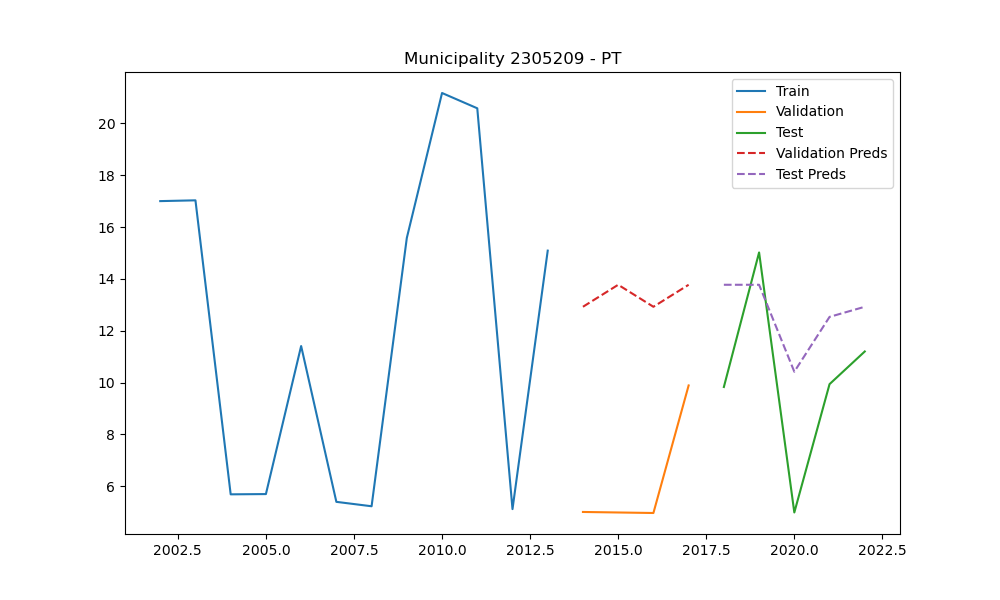 Municipality 2305209 - PT
Train
Validation
Test
Validation Preds
Test Preds
20
18
16
14
12
10
8
6
2002.5 2005.0 2007.5 2010.0 2012.5 2015.0 2017.5 2020.0 2022.5